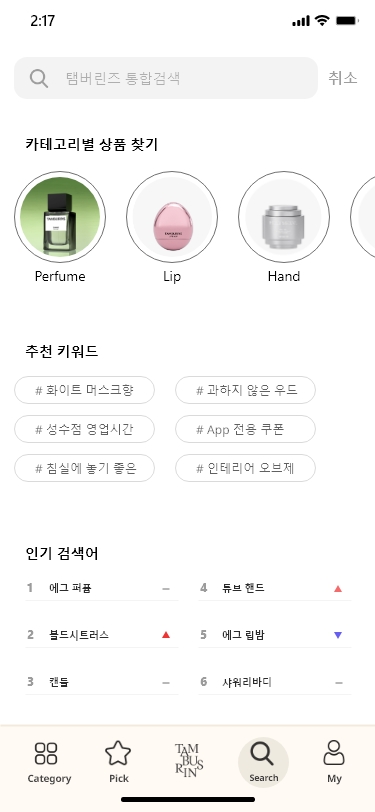 2:17
탬버린즈 통합검색
취소
카테고리별 상품 찾기
Perfume
Lip
Hand
추천 키워드
# 화이트 머스크향
# 과하지 않은 우드
# 성수점 영업시간
# App 전용 쿠폰
# 침실에 놓기 좋은
# 인테리어 오브제
인기 검색어
1 에그 퍼퓸
4 튜브 핸드
2 블드시트러스
5 에그 립밤
3 캔들
6 샤워리바디
Category
Pick
TAM
BUS
RIN
Search
My